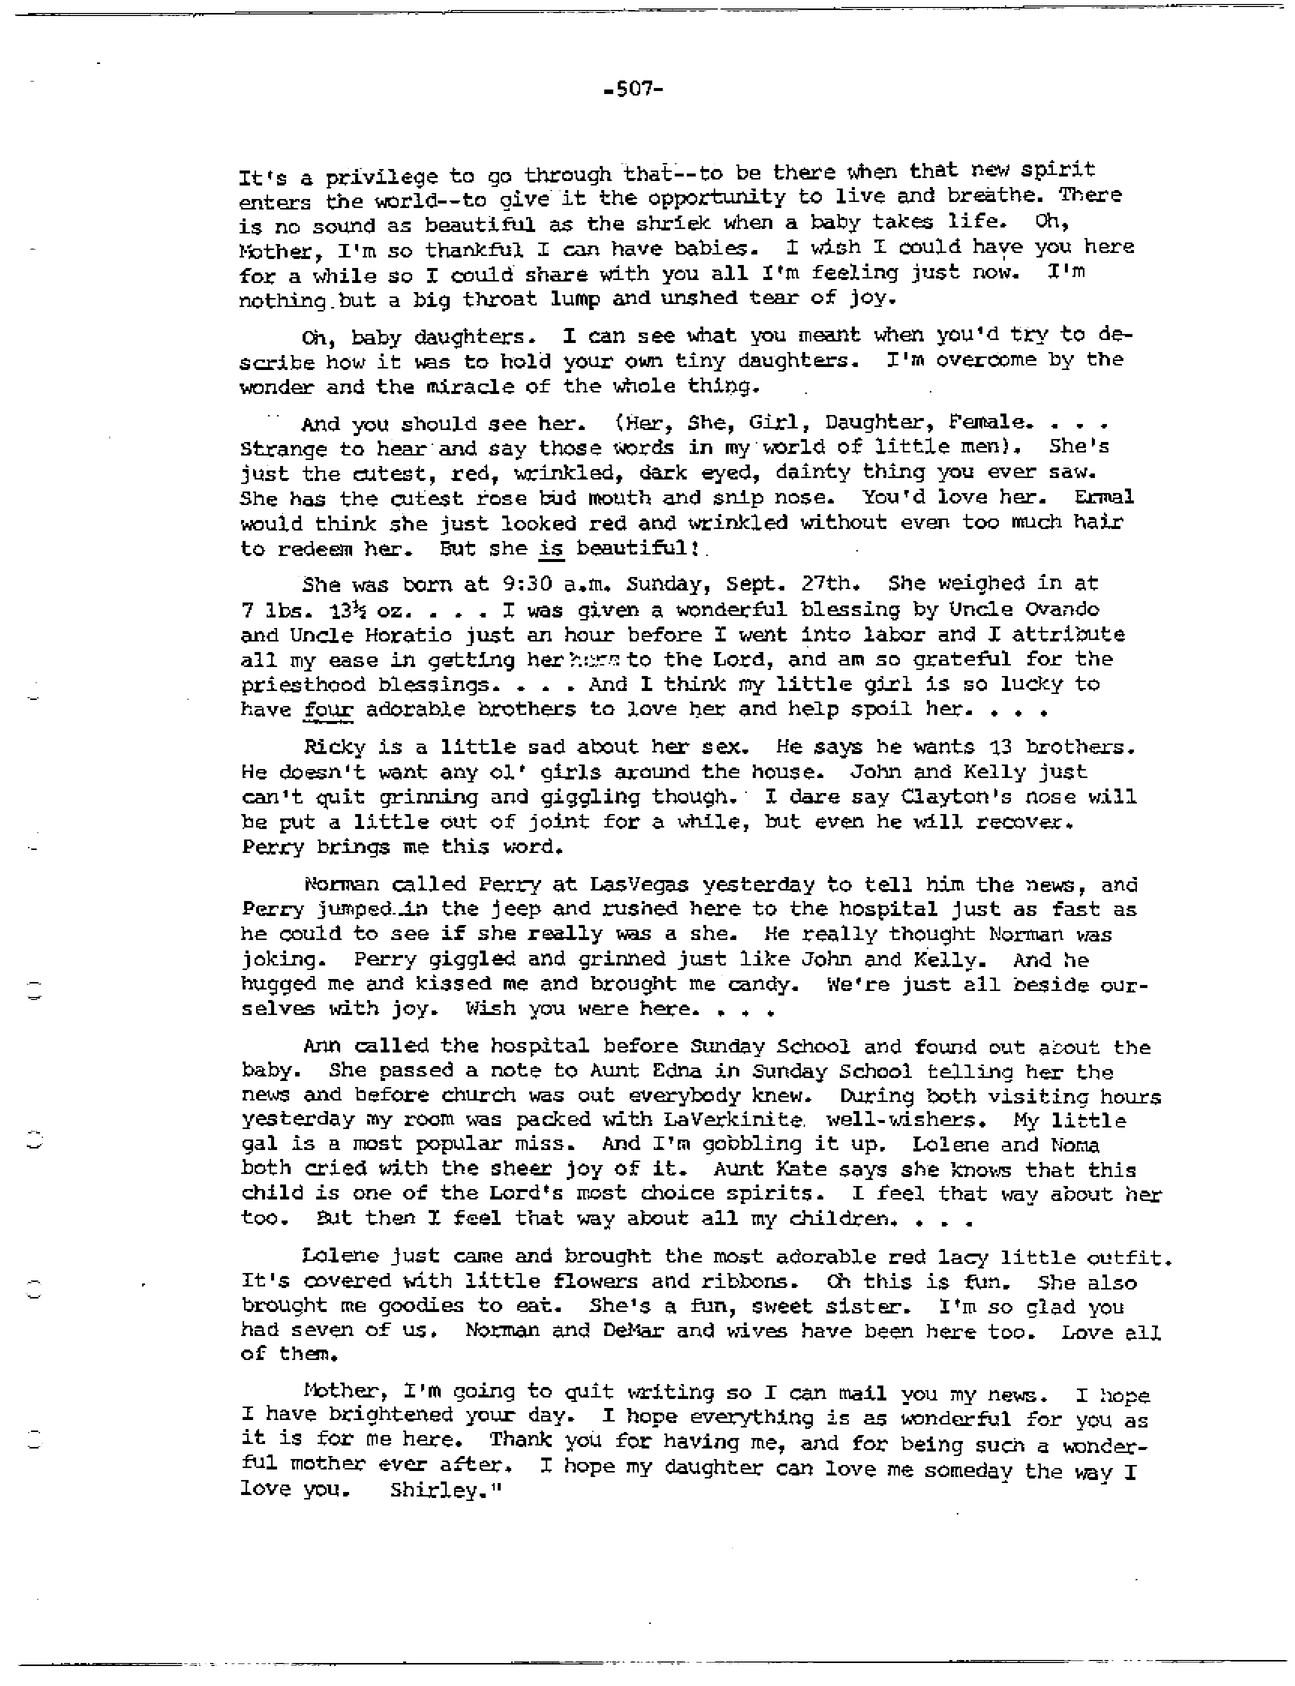 -507-
It's a privilege to go through that--to be there when that new spirit
enters the world--to give it the opportunity to live and breathe. There
is no sound as beautiful as the shriek when a baby takes life. Oh,
Mother, I'm so thankful I can have babies. I wish I could have you here
for a while so I could share with you all I'm feeling just now. I'm
nothing but a big throat lump and unshed tear of joy.
Oh, baby daughters. I can see what you meant when you'd try to de-
scribe how it was to hold your own tiny daughters. I'm overcome by the
wonder and the miracle of the whole thing.
And you should see her. (Her, She, Girl, Daughter, Female. . . .
Strange to hear and say those words in my world of little men). She's
just the cutest, red, wrinkled, dark eyed, dainty thing you ever saw.
She has the cutest rose bud mouth and snip nose. You'd love her. Ermal
would think she just looked red and wrinkled without even too much hair
to redeem her. But she is beautiful!
She was born at 9:30 a.m. Sunday, Sept. 27th. She weighed in at
7 lbs. 13½ oz. . . . I was given a wonderful blessing by Uncle Ovando
and Uncle Horatio just an hour before I went into labor and I attribute
all my ease in getting her here to the Lord, and am so grateful for the
priesthood blessings. . . . And I think my little girl is so lucky to
have four adorable brothers to love her and help spoil her. . . .
Ricky is a little sad about her sex. He says he wants 13 brothers.
He doesn't want any ol' girls around the house. John and Kelly just
can't quit grinning and giggling though. I dare say Clayton's nose will
be put a little out of joint for a while, but even he will recover.
Perry brings me this word.
Norman called Perry at LasVegas yesterday to tell him the news, and
Perry jumped in the jeep and rushed here to the hospital just as fast as
he could to see if she really was a she. He really thought Norman was
joking. Perry giggled and grinned just like John and Kelly. And he
hugged me and kissed me and brought me candy. We're just all beside our-
selves with joy. Wish you were here. . . .
Ann called the hospital before Sunday School and found out about the
baby. She passed a note to Aunt Edna in Sunday School telling her the
news and before church was out everybody knew. During both visiting hours
yesterday my room was packed with LaVerkinite well-wishers. My little
gal is a most popular miss. And I'm gobbling it up. Lolene and Noma
both cried with the sheer joy of it. Aunt Kate says she knows that this
child is one of the Lord's most choice spirits. I feel that way about her
too. But then I feel that way about all my children. . . .
Lolene just came and brought the most adorable red lacy little outfit.
It's covered with little flowers and ribbons. Oh this is fun. She also
brought me goodies to eat. She's a fun, sweet sister. I'm so glad you
had seven of us. Norman and DeMar and wives have been here too. Love all
of them.
Mother, I'm going to quit writing so I can mail you my news. I hope
I have brightened your day. I hope everything is as wonderful for you as
it is for me here. Thank you for having me, and for being such a wonder-
ful mother ever after. I hope my daughter can love me someday the way I
love you. Shirley."